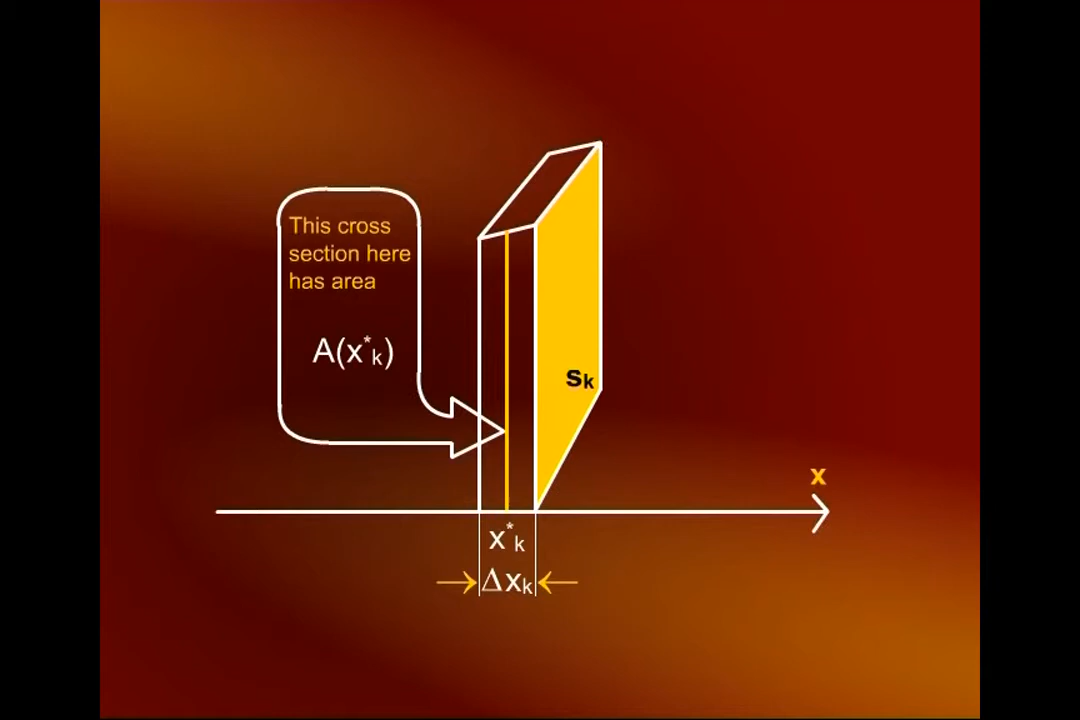 This cross
section here
has area
A(x*k)
sk
x
x*k
Δxk